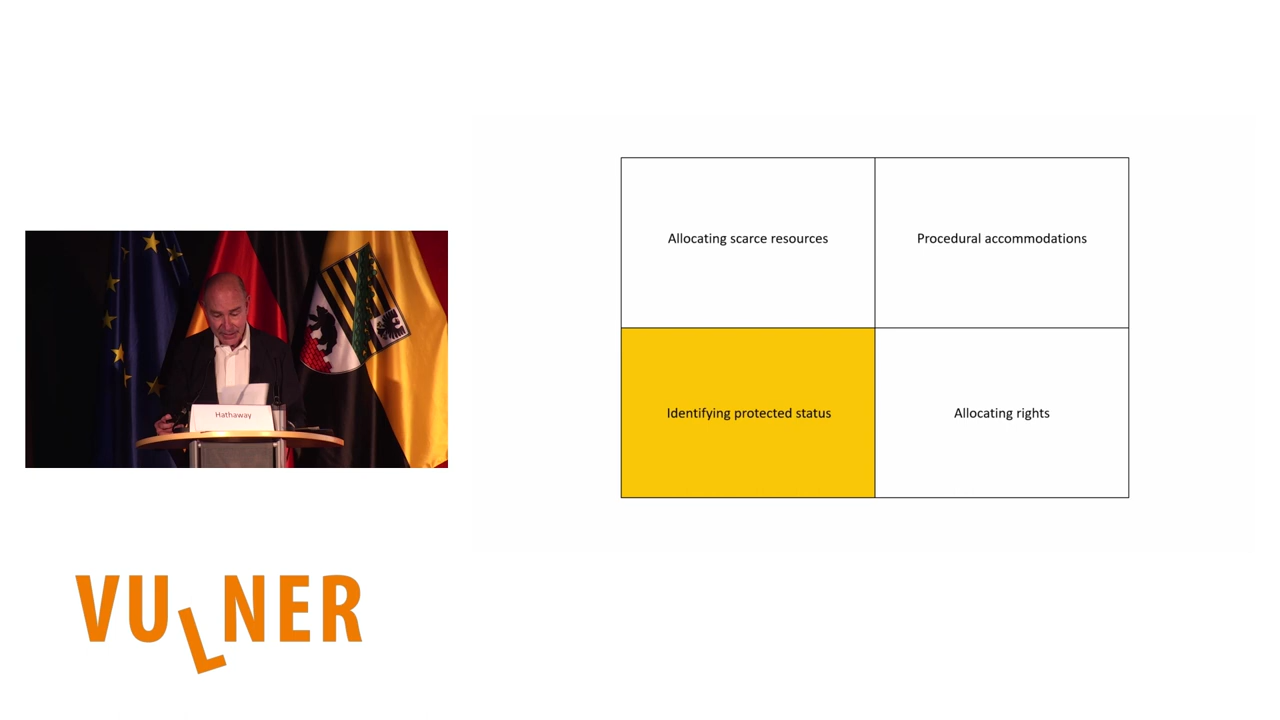 Allocating scarce resources
Procedural accommodations
Identifying protected status
Allocating rights
Hathaway
VULNER